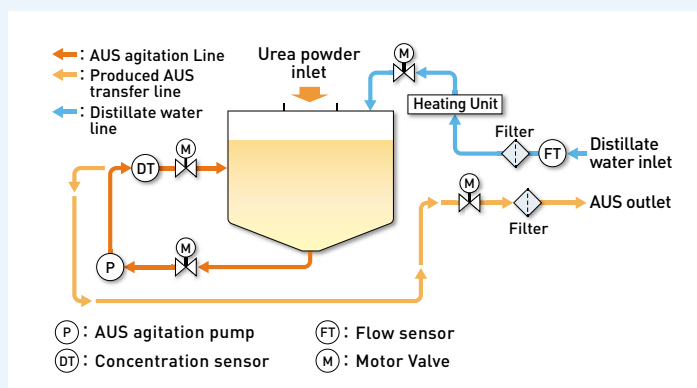 : AUS agitation Line
: Produced AUS
transfer line
: Distillate water
line
Urea powder
inlet
M
Heating Unit
Filter
FT
Distillate
water inlet
DT
M
M
AUS outlet
Filter
P
M
P : AUS agitation pump
DT : Concentration sensor
FT : Flow sensor
M : Motor Valve